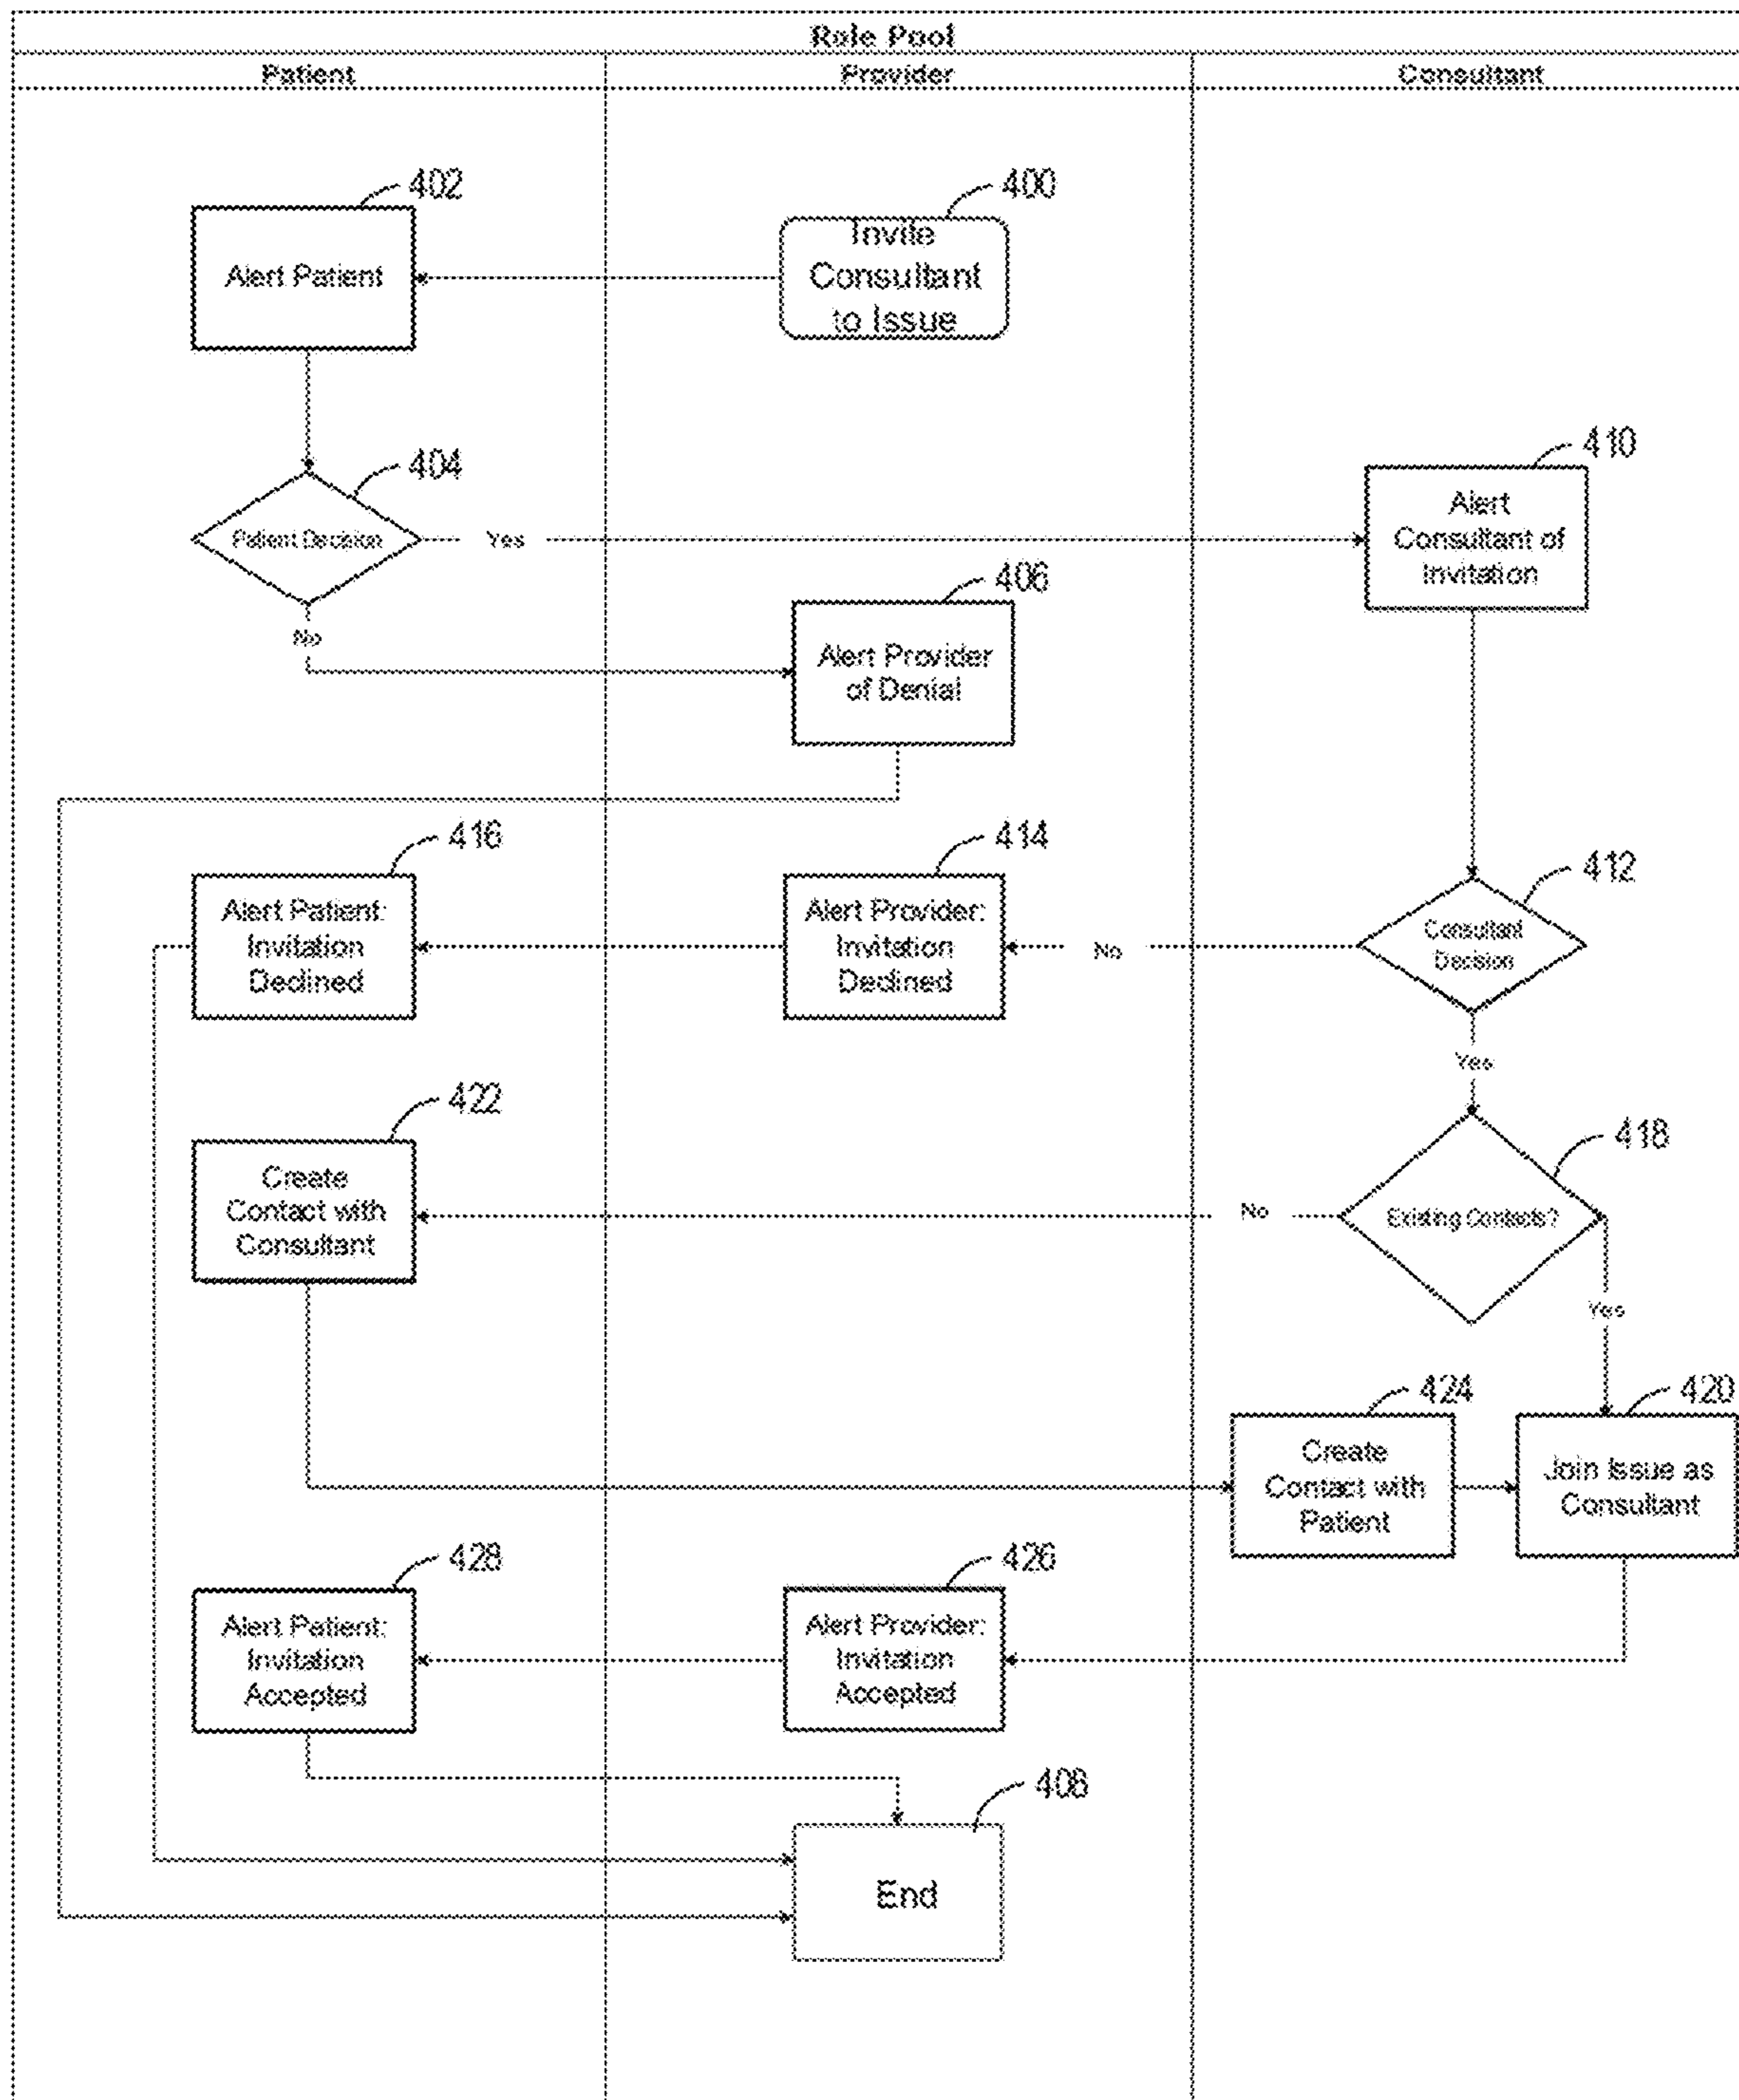 Role Pool
Patient
Provider
Consultant
402
400
Alert Patient
Invite
Consultant
to Issue
404
410
Patient Decision
Yes
Alert
Consultant of
Invitation
406
No
Alert Provider
of Denial
416
414
412
Alert Patient:
Invitation
Declined
Alert Provider:
Invitation
Declined
No
Consultant
Decision
Yes
422
418
Create
Contact with
Consultant
No
Existing Contacts?
Yes
424
420
Create
Contact with
Patient
Join Issue as
Consultant
428
426
Alert Patient:
Invitation
Accepted
Alert Provider:
Invitation
Accepted
408
End